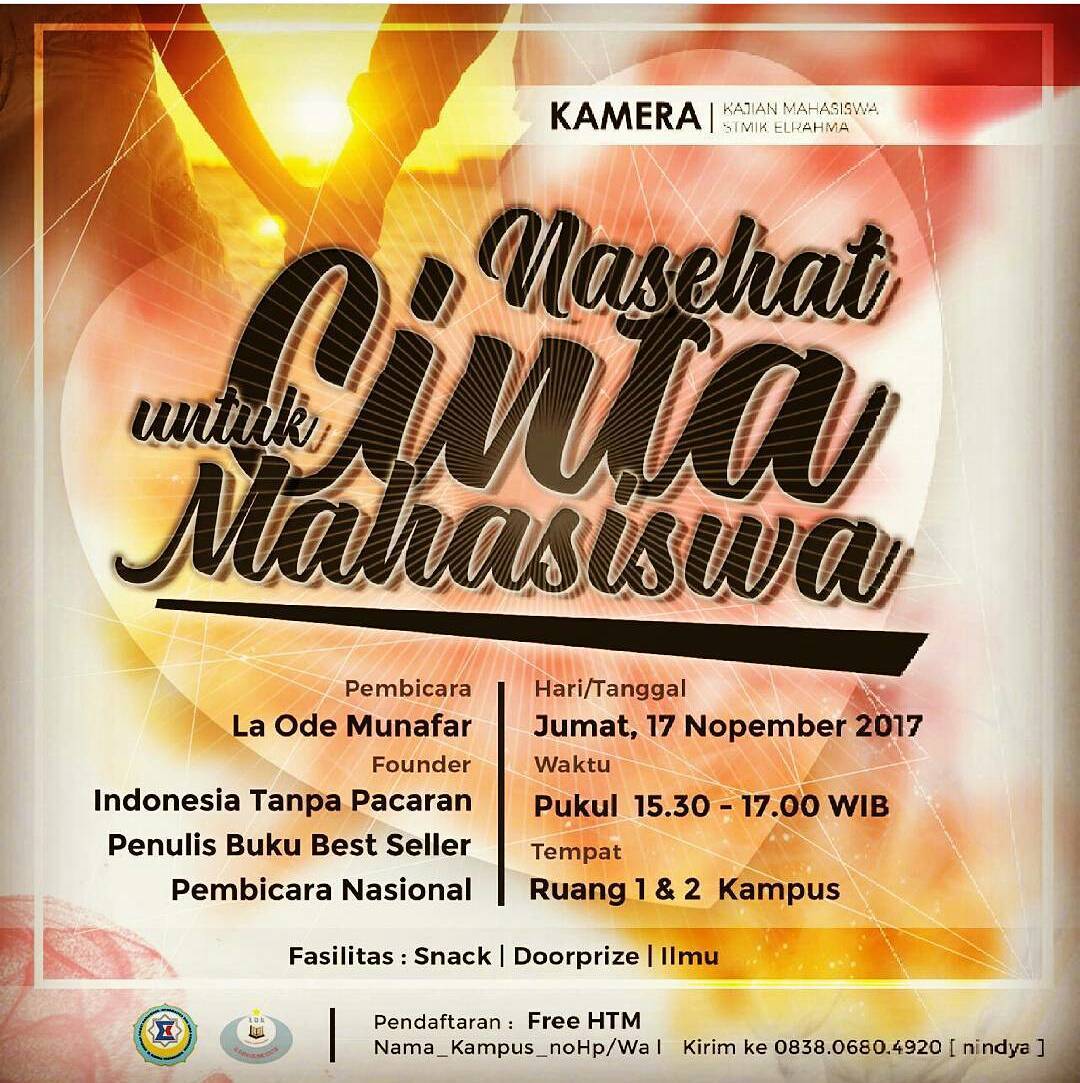 KAMERA | KAJIAN MAHASISWA
STMIK ELRAHMA
Nasehat
Cinta
untuk
Mahasiswa
Pembicara
La Ode Munafar
Founder
Indonesia Tanpa Pacaran
Penulis Buku Best Seller
Pembicara Nasional
Hari/Tanggal
Jumat, 17 Nopember 2017
Waktu
Pukul 15.30 - 17.00 WIB
Tempat
Ruang 1 & 2 Kampus
Fasilitas : Snack | Doorprize | Ilmu
Pendaftaran : Free HTM
Nama_Kampus_noHp/Wa l Kirim ke 0838.0680.4920 [ nindya ]